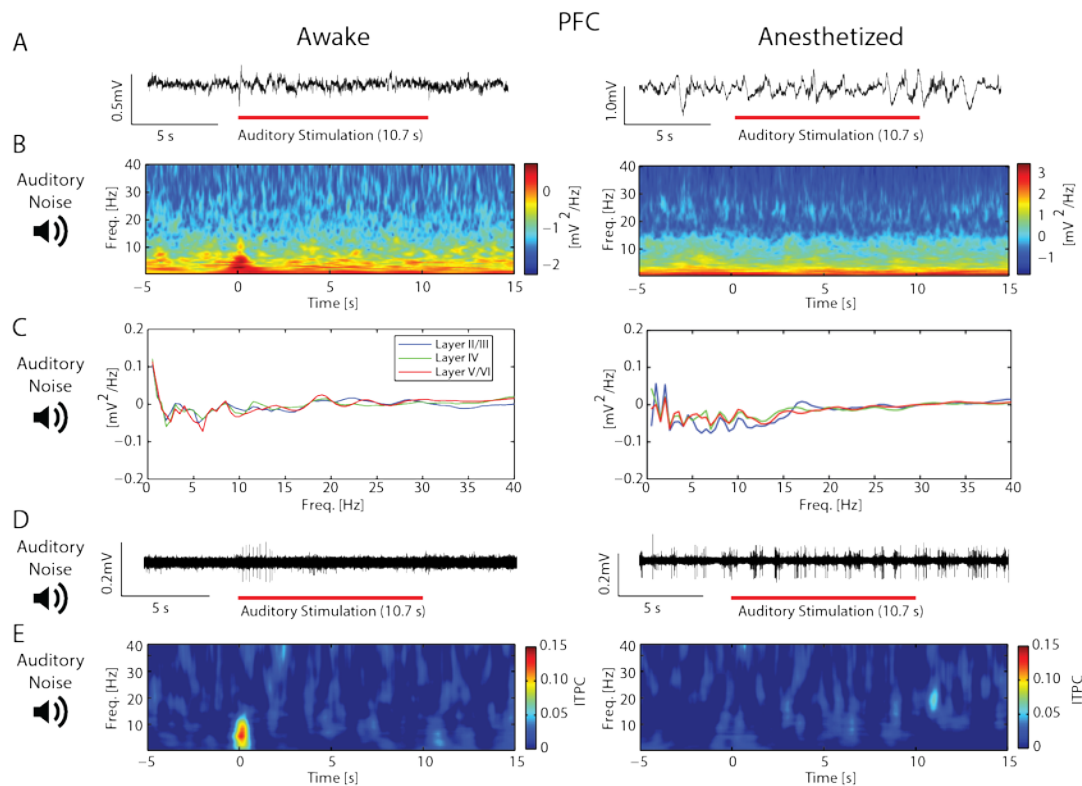 PFC
Awake
Anesthetized
A
0.5mV
5 s
Auditory Stimulation (10.7 s)
1.0mV
5 s
Auditory Stimulation (10.7 s)
B
Auditory
Noise
Freq. [Hz]
40
30
20
10
−5
0
5
10
15
Time [s]
0
−1
−2
[mV²/Hz]
Freq. [Hz]
40
30
20
10
−5
0
5
10
15
Time [s]
3
2
1
0
−1
[mV²/Hz]
C
Auditory
Noise
[mV²/Hz]
0.2
0.1
0
−0.1
−0.2
Layer II/III
Layer IV
Layer V/VI
0
5
10
15
20
25
30
35
40
Freq. [Hz]
[mV²/Hz]
0.2
0.1
0
−0.1
−0.2
0
5
10
15
20
25
30
35
40
Freq. [Hz]
D
Auditory
Noise
0.2mV
5 s
Auditory Stimulation (10.7 s)
0.2mV
5 s
Auditory Stimulation (10.7 s)
E
Auditory
Noise
Freq. [Hz]
40
30
20
10
−5
0
5
10
15
Time [s]
0.15
0.10
0.05
0
ITPC
Freq. [Hz]
40
30
20
10
−5
0
5
10
15
Time [s]
0.15
0.10
0.05
0
ITPC